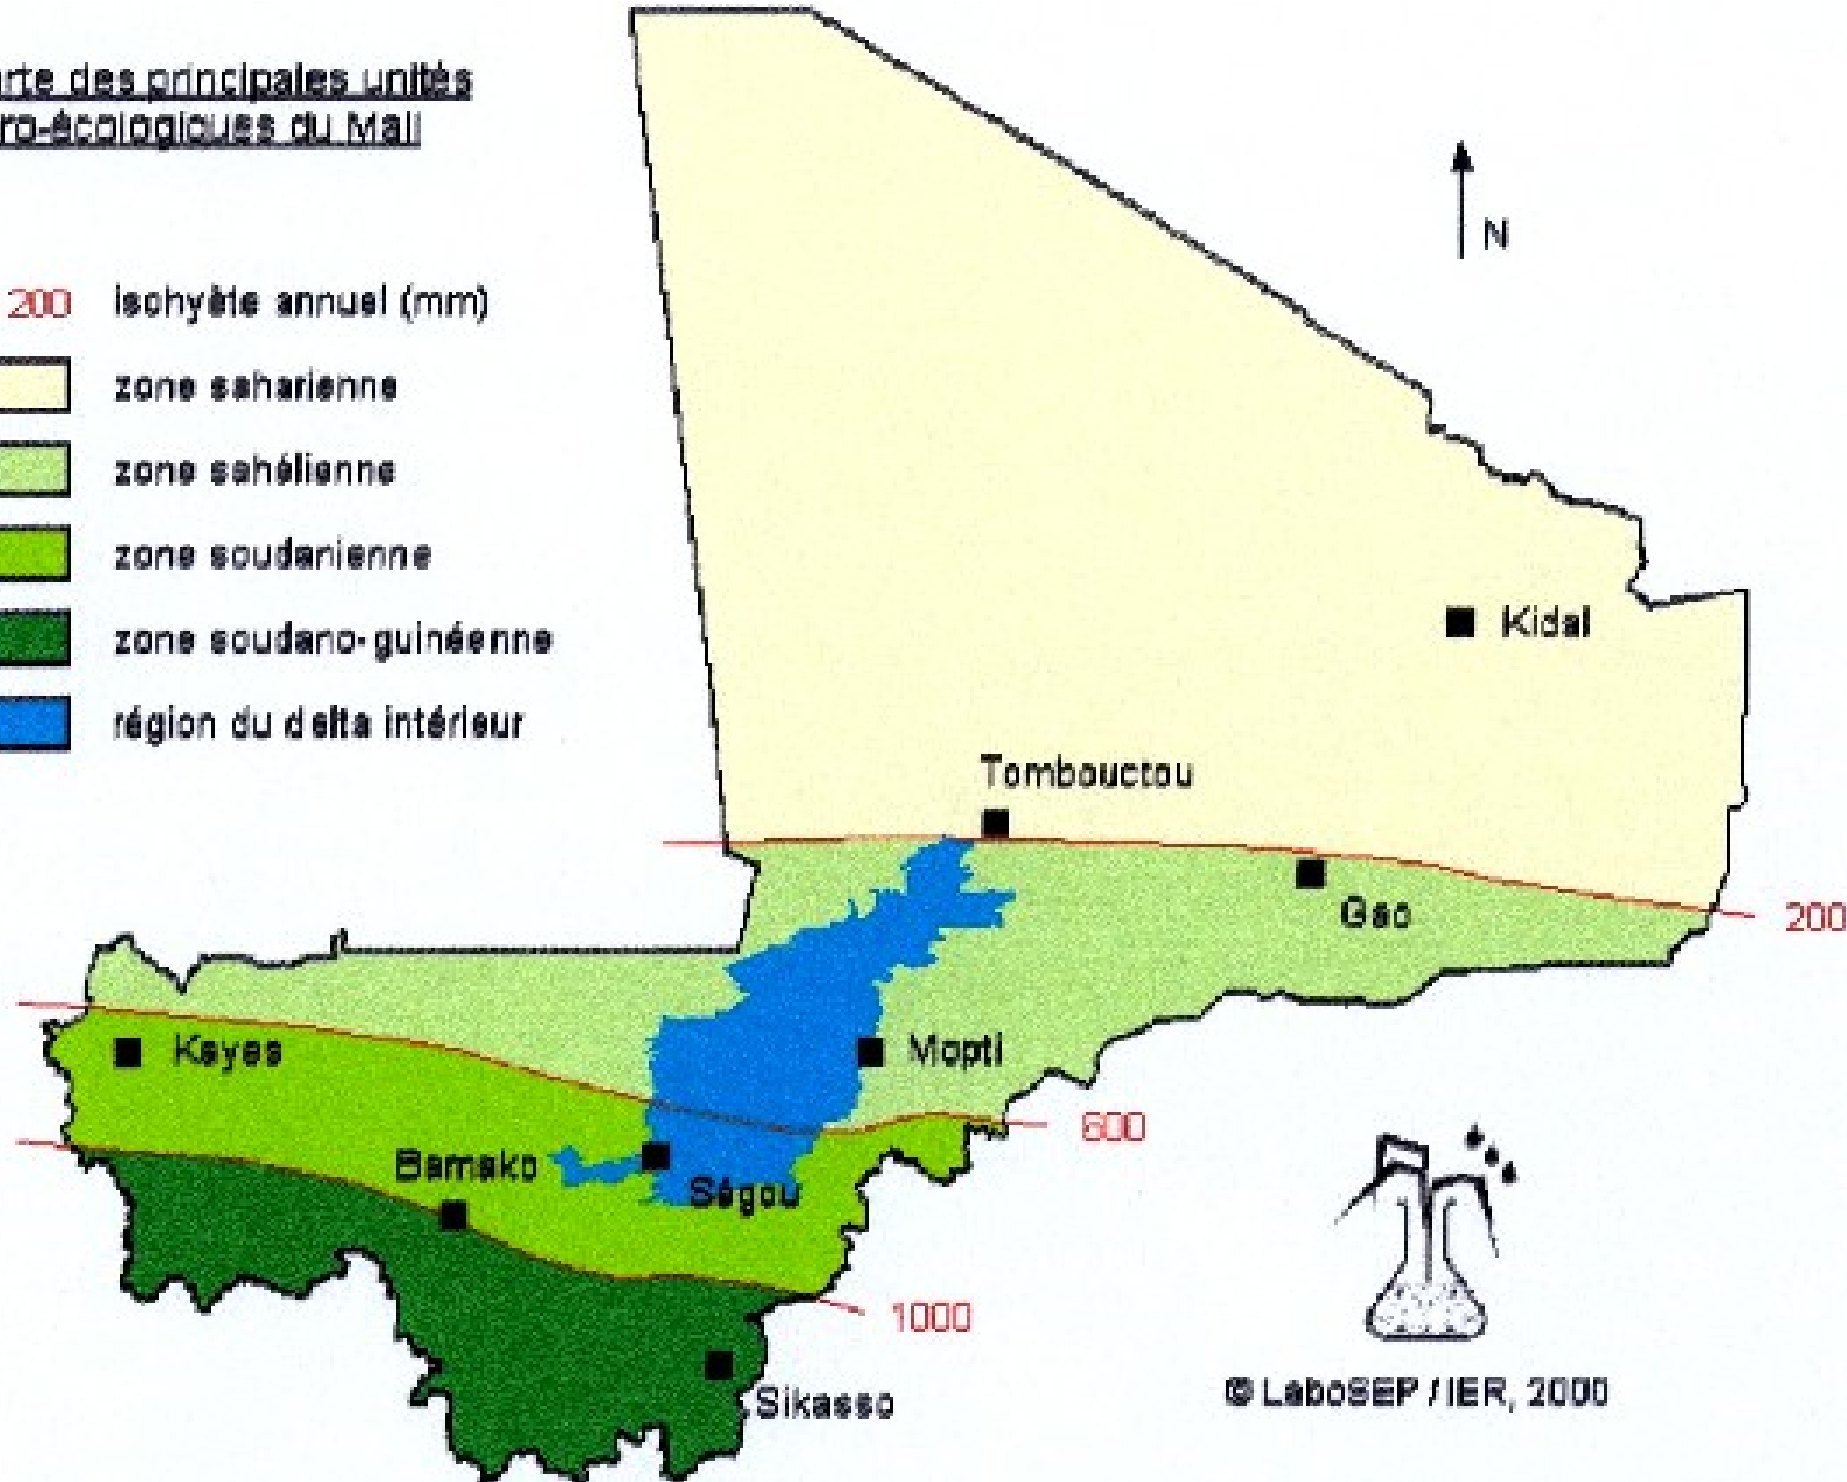 rte des principales unités
ro-écologiques du Mali
200 isohyète annuel (mm)
zone saharienne
zone sahélienne
zone soudanienne
zone soudano-guinéenne
région du delta intérieur
N
Kidal
Tombouctou
Gao
200
Kayes
Mopti
600
Bamako
Ségou
1000
Sikasso
© LaboSEP / IER, 2000